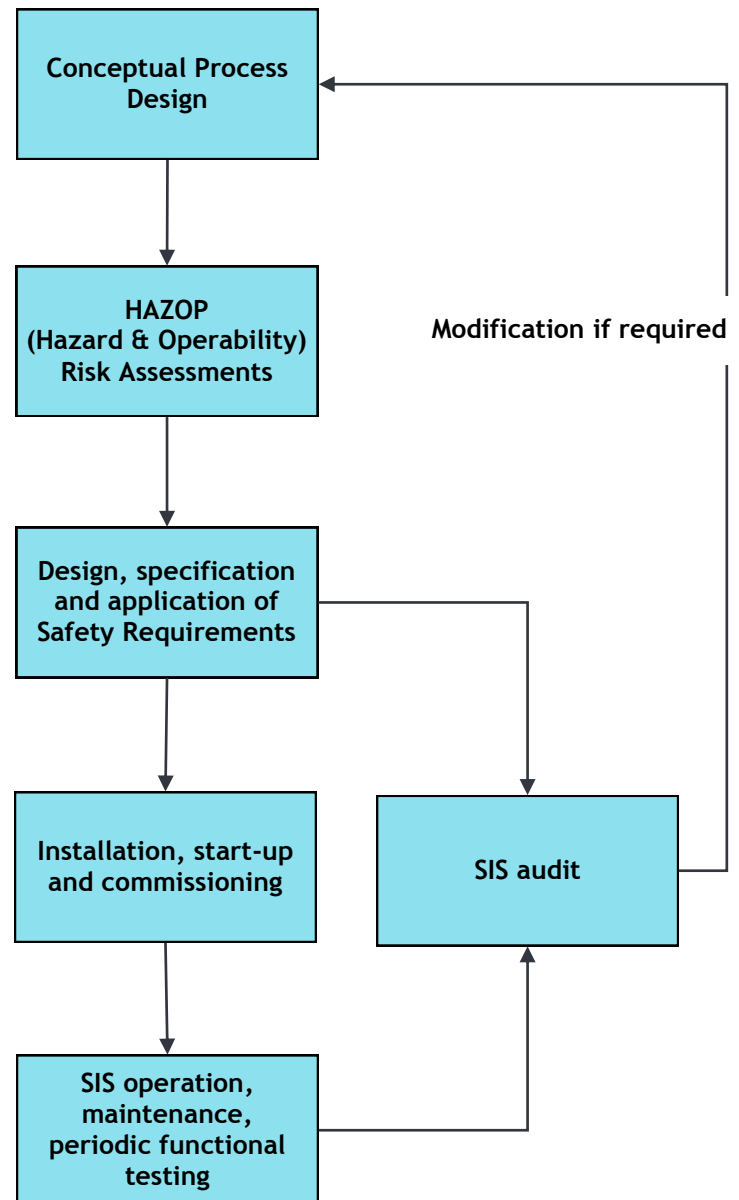 Conceptual Process
Design
HAZOP
(Hazard & Operability)
Risk Assessments
Modification if required
Design, specification
and application of
Safety Requirements
Installation, start-up
and commissioning
SIS audit
SIS operation,
maintenance,
periodic functional
testing